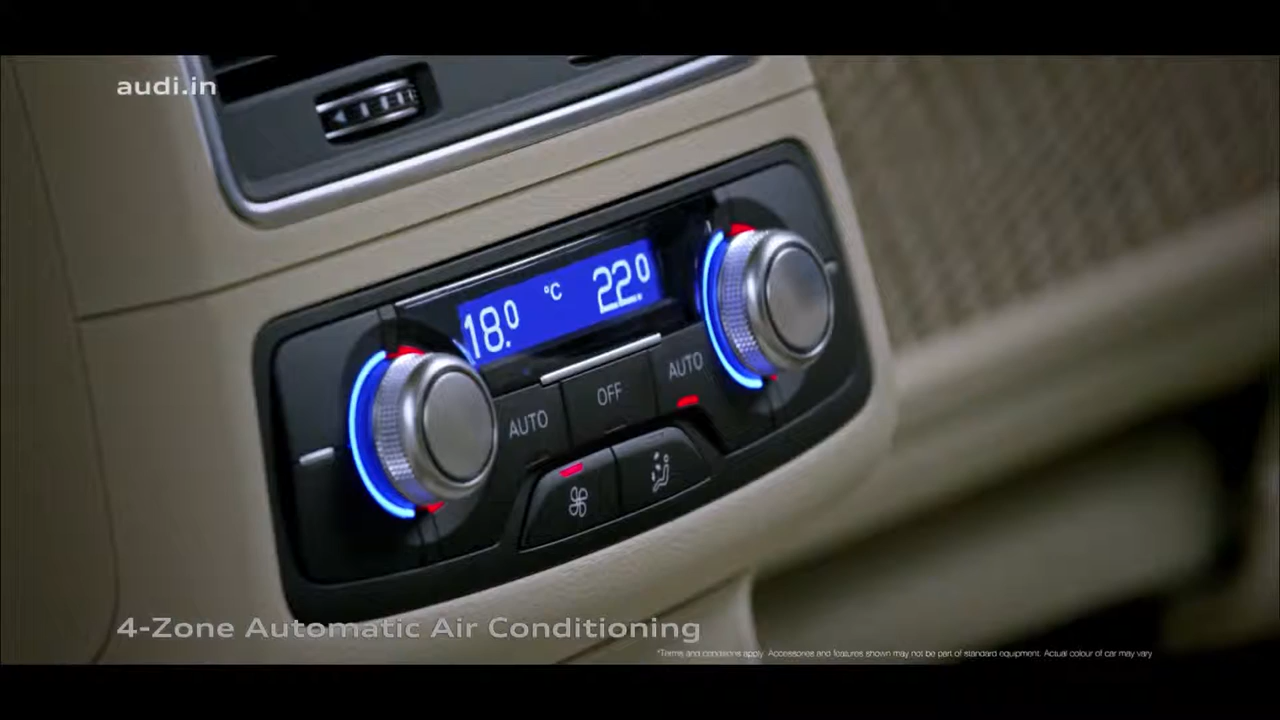 audi.in
18.0 °C 22.0
AUTO OFF AUTO
4-Zone Automatic Air Conditioning
*Terms and conditions apply. Accessories and features shown may not be part of standard equipment. Actual colour of car may vary